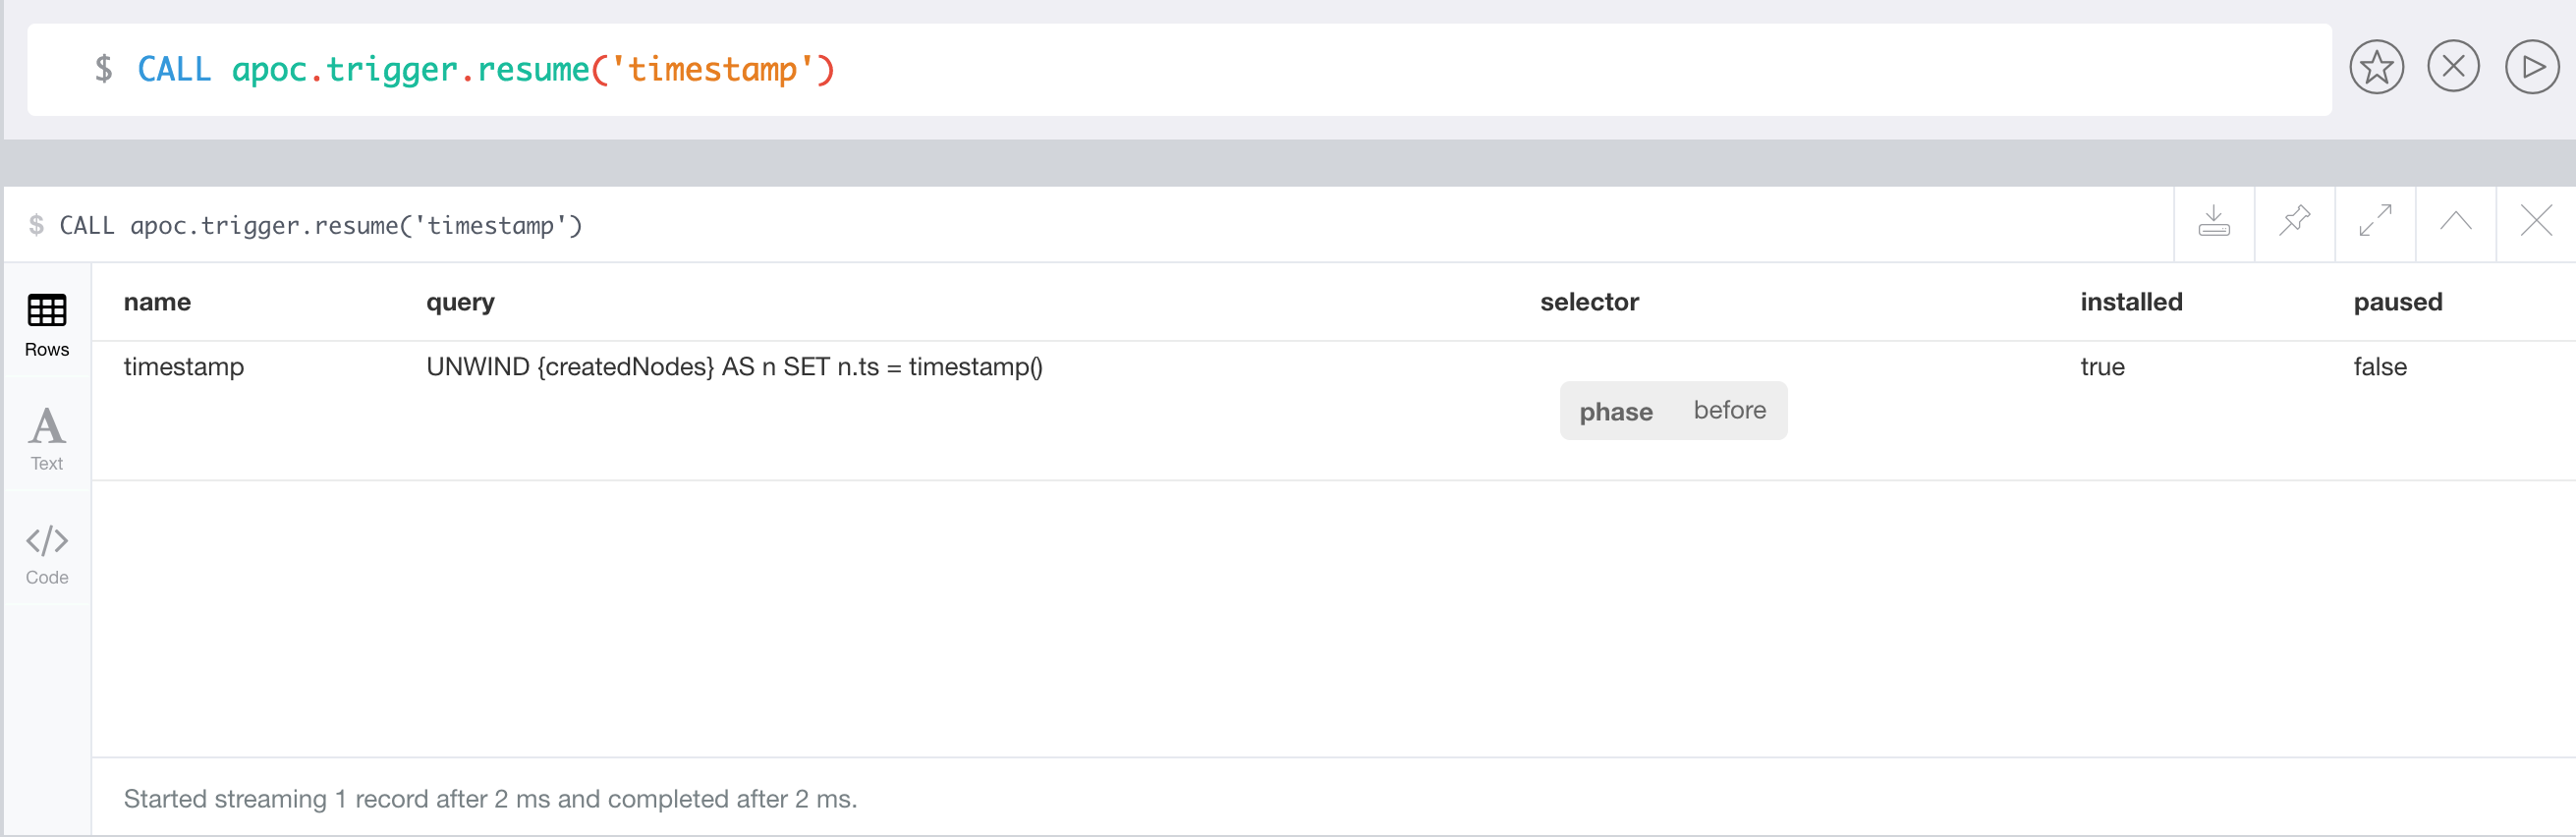 $ CALL apoc.trigger.resume('timestamp')
$ CALL apoc.trigger.resume('timestamp')
name query selector installed paused
Rows
timestamp UNWIND {createdNodes} AS n SET n.ts = timestamp() true false
phase before
A
Text
</>
Code
Started streaming 1 record after 2 ms and completed after 2 ms.